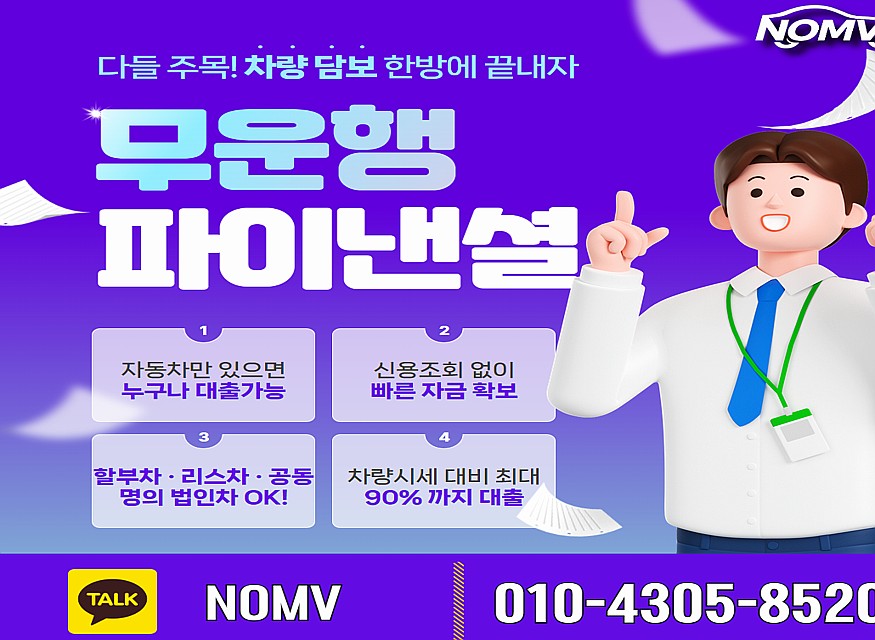 NOMV
다들 주목! 차량 담보 한방에 끝내자
무운행
파이낸셜
1
자동차만 있으면
누구나 대출가능
2
신용조회 없이
빠른 자금 확보
3
할부차 · 리스차 · 공동
명의 법인차 OK!
4
차량시세 대비 최대
90% 까지 대출
TALK
NOMV
010-4305-8520